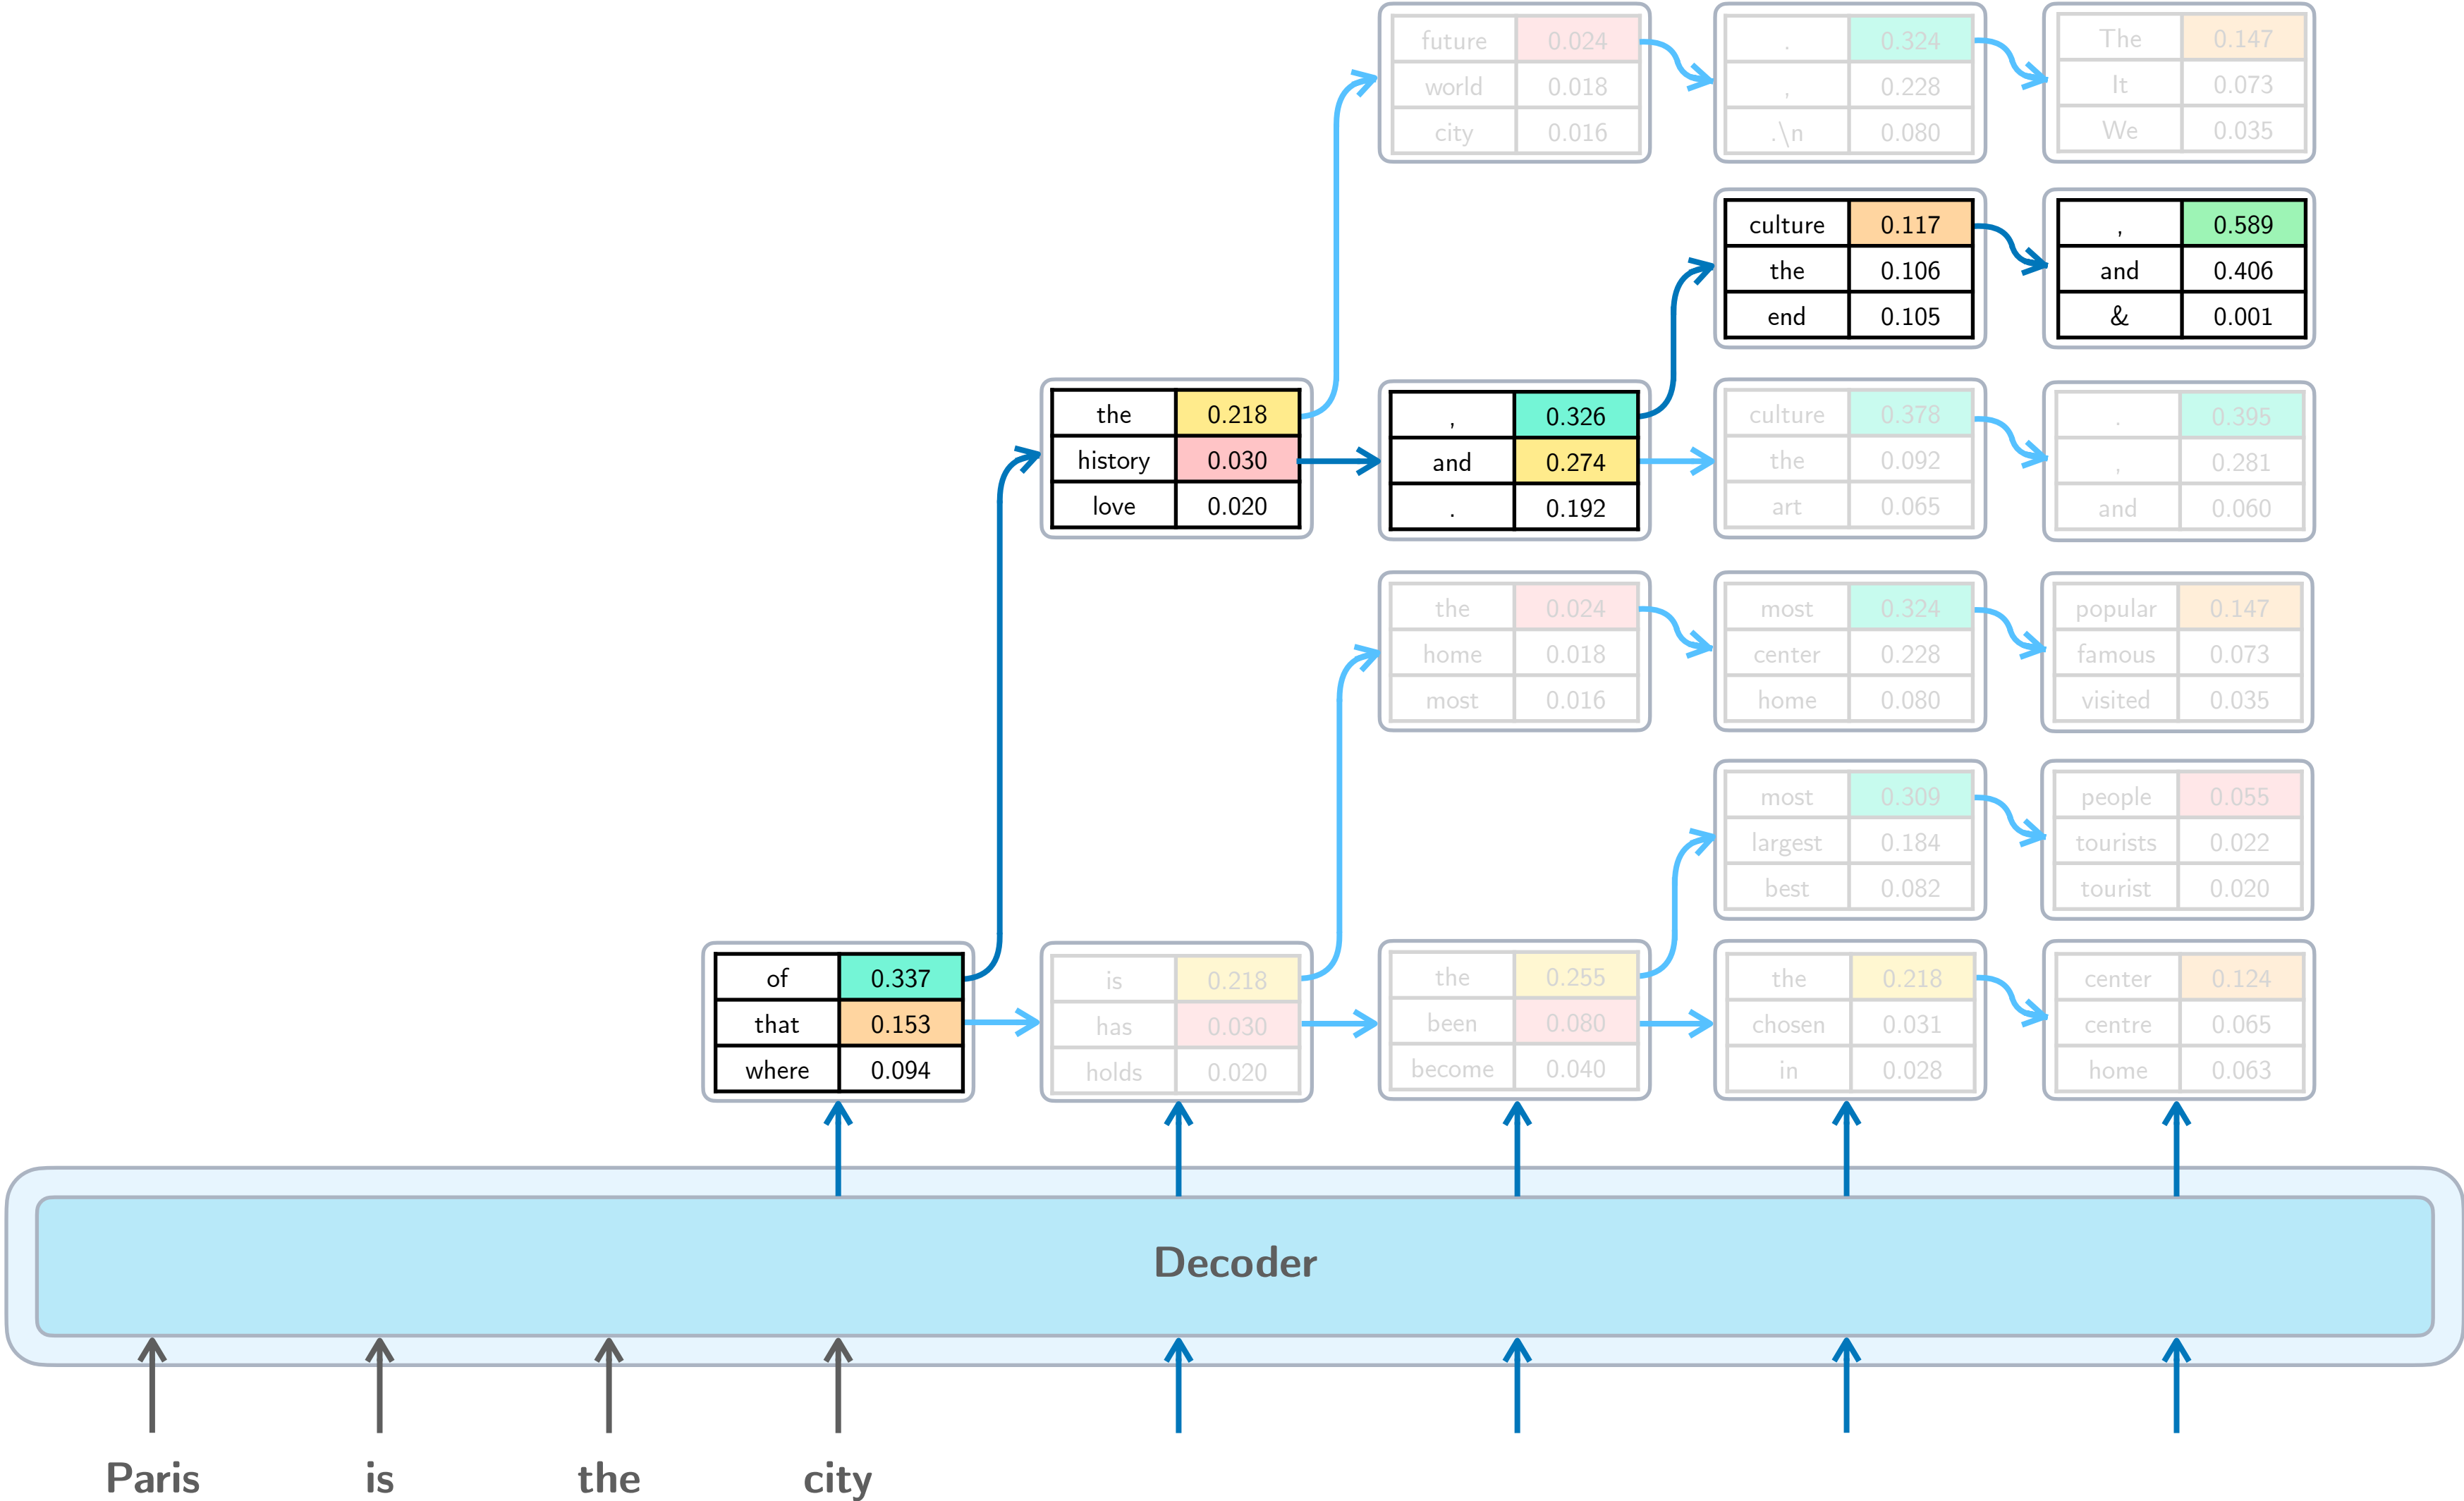 future 0.024
world 0.018
city 0.016
. 0.324
, 0.228
.\n 0.080
The 0.147
It 0.073
We 0.035
culture 0.117
the 0.106
end 0.105
, 0.589
and 0.406
& 0.001
the 0.218
history 0.030
love 0.020
, 0.326
and 0.274
. 0.192
culture 0.378
the 0.092
art 0.065
. 0.395
, 0.281
and 0.060
the 0.024
home 0.018
most 0.016
most 0.324
center 0.228
home 0.080
popular 0.147
famous 0.073
visited 0.035
most 0.309
largest 0.184
best 0.082
people 0.055
tourists 0.022
tourist 0.020
of 0.337
that 0.153
where 0.094
is 0.218
has 0.030
holds 0.020
the 0.255
been 0.080
become 0.040
the 0.218
chosen 0.031
in 0.028
center 0.124
centre 0.065
home 0.063
Decoder
Paris is the city